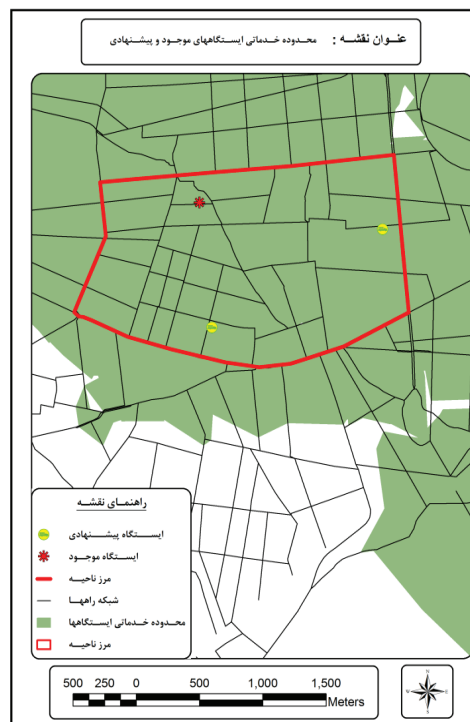 عنوان نقشه : محدوده خدماتی ایستگاههای موجود و پیشنهادی
راهنمای نقشه
ایستگاه پیشنهادی
ایستگاه موجود
مرز ناحیه
شبکه راهها
محدوده خدماتی ایستگاهها
مرز ناحیه
500 250 0 500 1,000 1,500
Meters
N